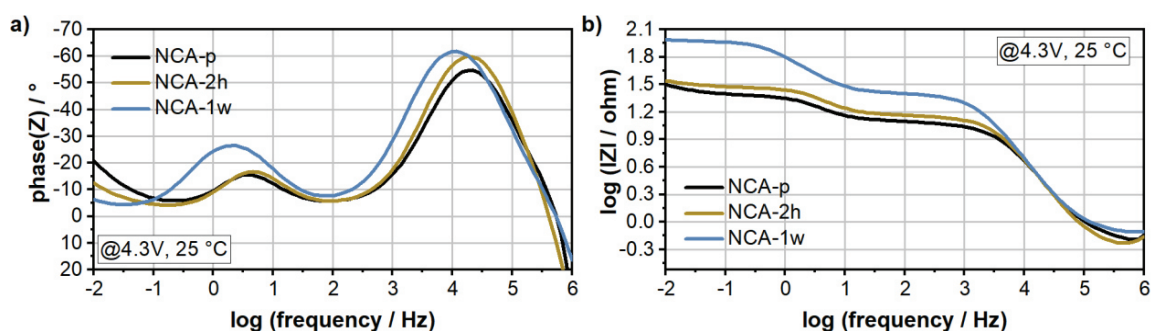 a)
-70
-60
-50
-40
-30
-20
-10
0
10
20
phase(Z) / °
NCA-p
NCA-2h
NCA-1w
@4.3V, 25 °C
-2 -1 0 1 2 3 4 5 6
log (frequency / Hz)
b)
2.1
1.8
1.5
1.2
0.9
0.6
0.3
0.0
-0.3
log (IZI / ohm)
@4.3V, 25 °C
NCA-p
NCA-2h
NCA-1w
-2 -1 0 1 2 3 4 5 6
log (frequency / Hz)